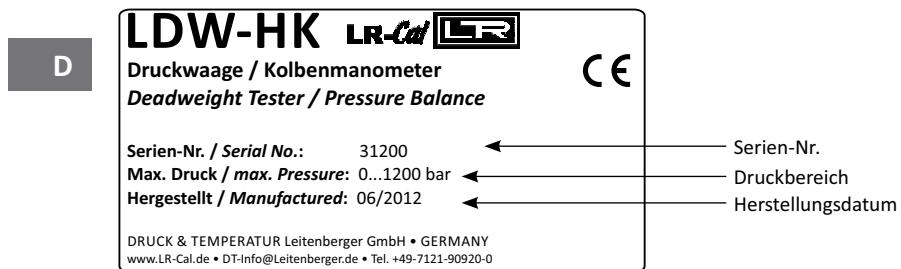 D
LDW-HK LR-Cal LR
Druckwaage / Kolbenmanometer
Deadweight Tester / Pressure Balance
CE
Serien-Nr. / Serial No.: 31200
Serien-Nr.
Max. Druck / max. Pressure: 0...1200 bar
Druckbereich
Hergestellt / Manufactured: 06/2012
Herstellungsdatum
DRUCK & TEMPERATUR Leitenberger GmbH • GERMANY
www.LR-Cal.de • DT-Info@Leitenberger.de • Tel. +49-7121-90920-0